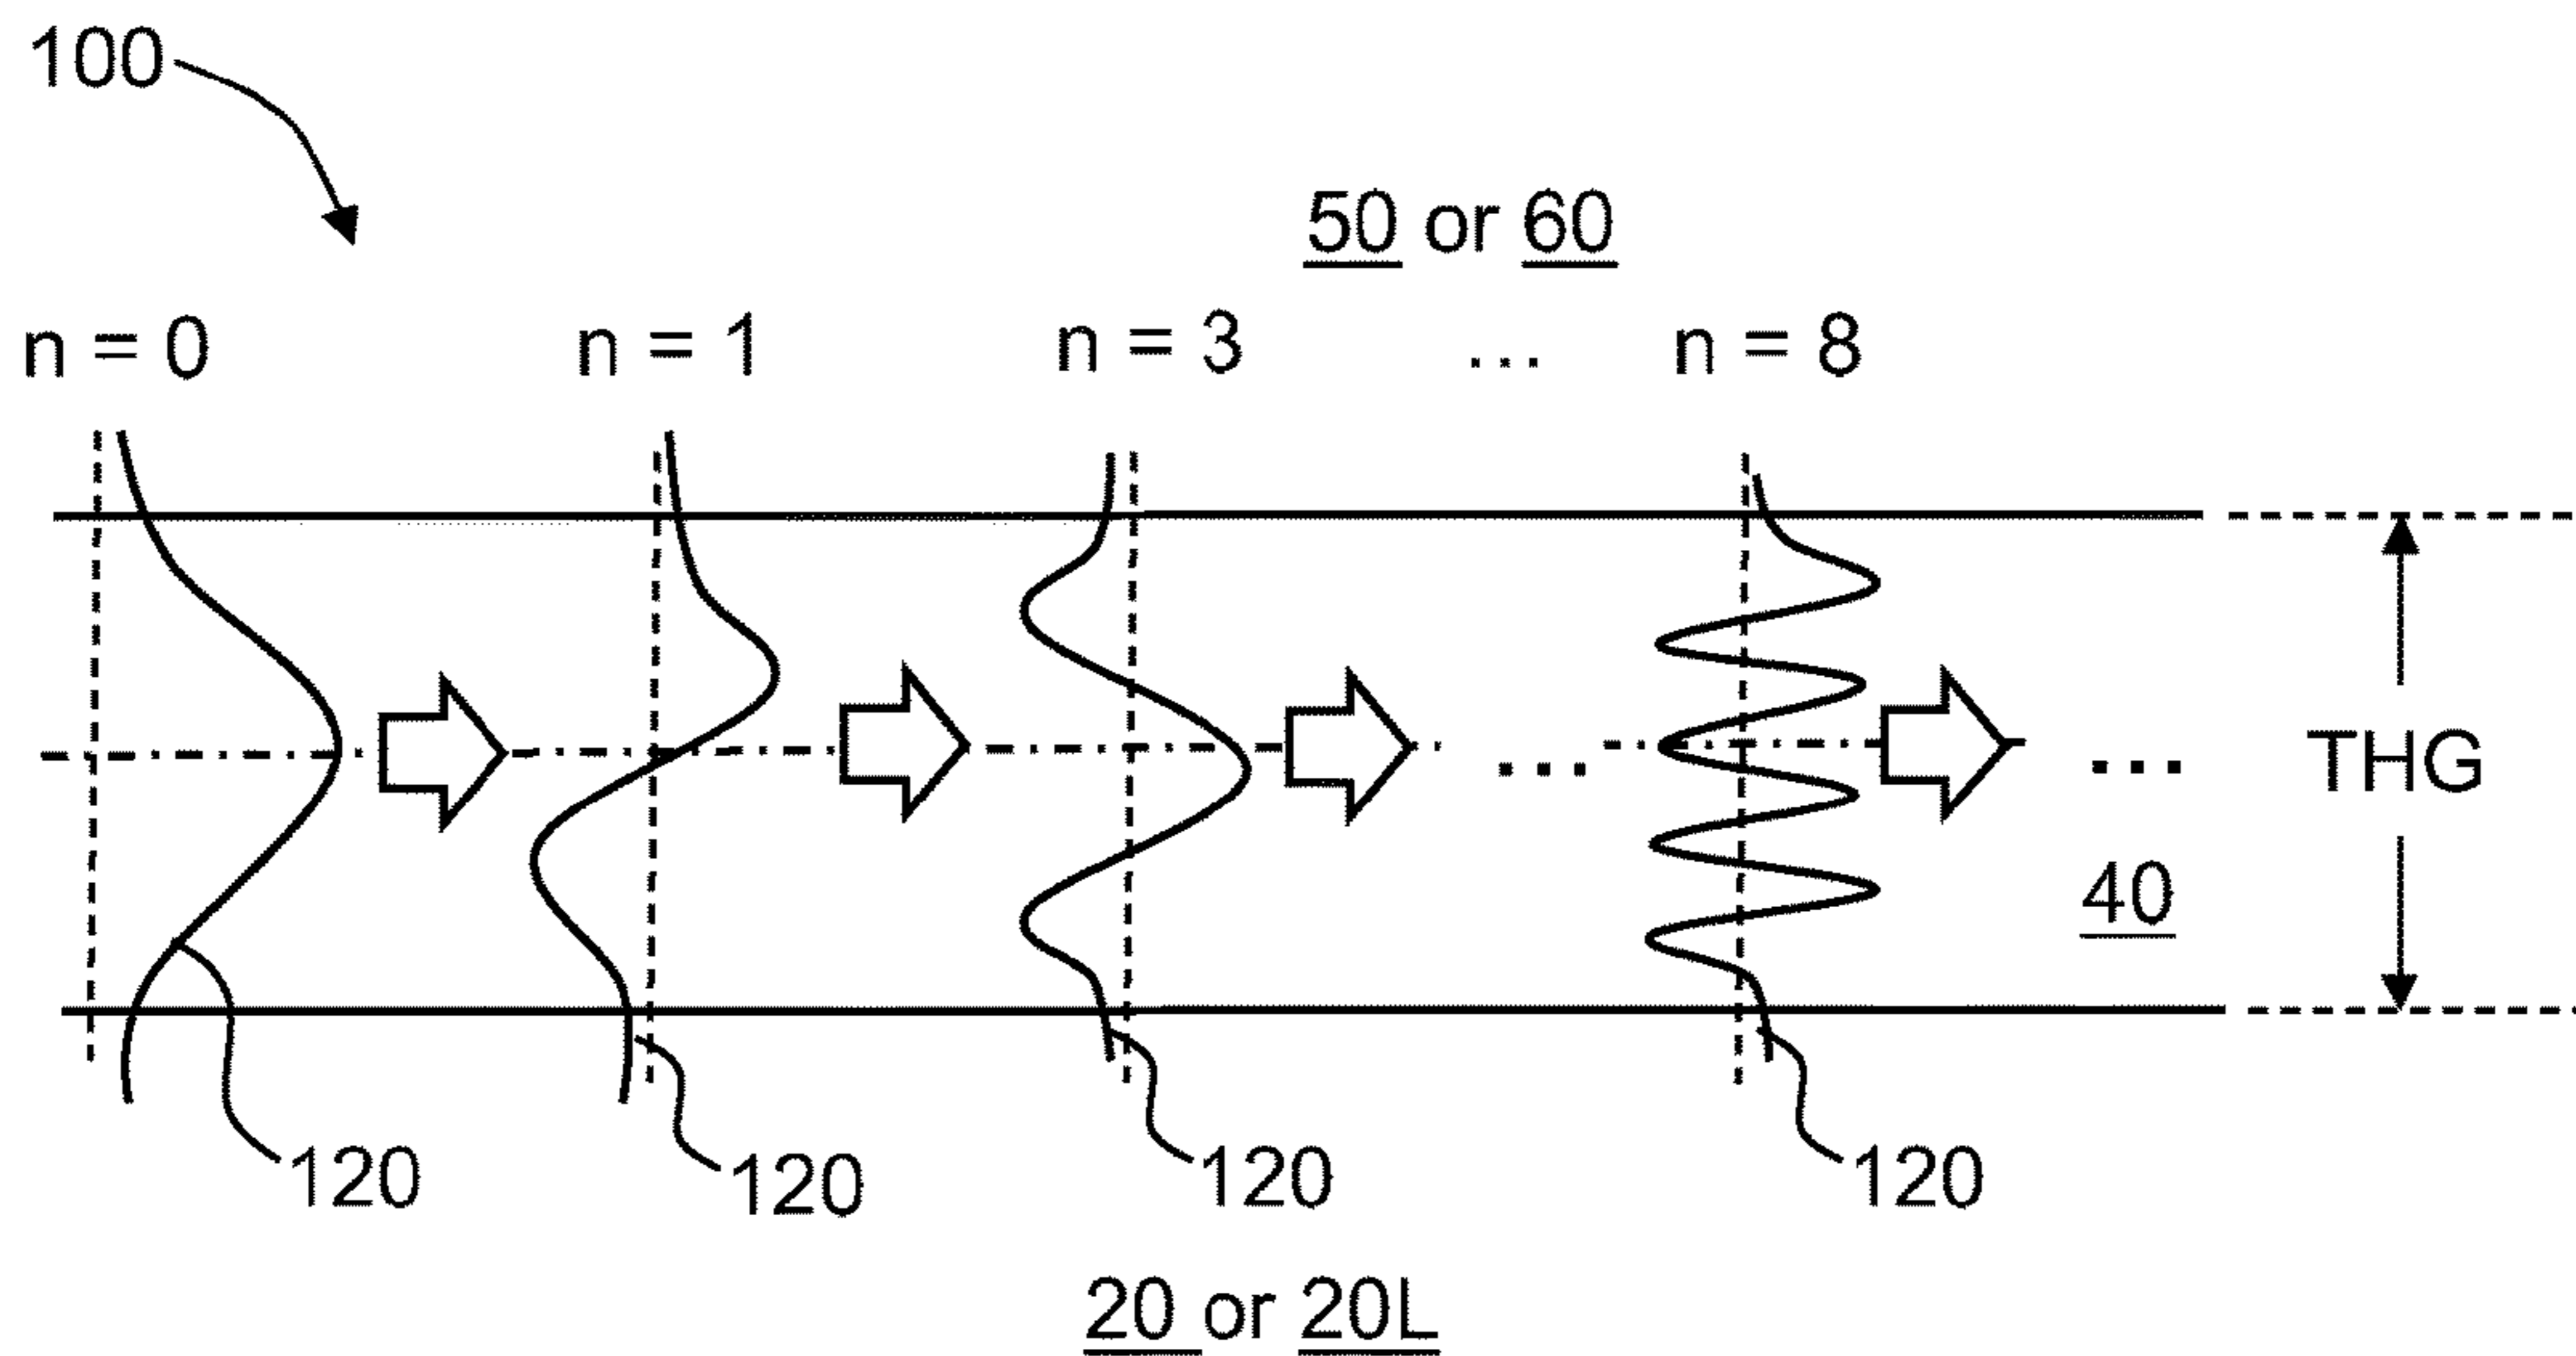 100
50 or 60
n = 0 n = 1 n = 3 ... n = 8
... ... THG
40
120 120 120 120
20 or 20L